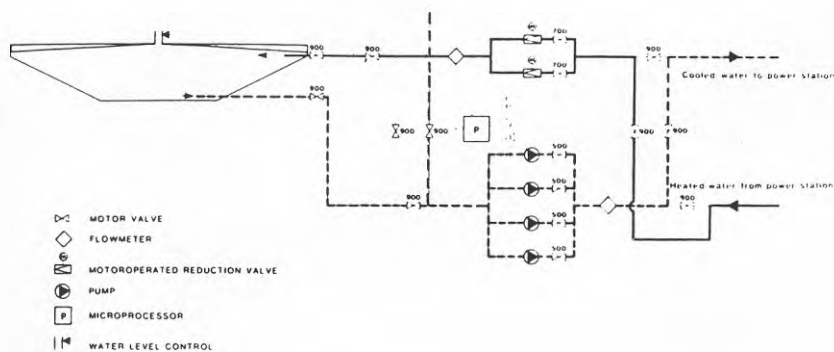 900
900
700
700
900
Cooled water to power station
900
900
900
P
900
900
500
500
500
500
Heated water from power station
900
900
MOTOR VALVE
FLOWMETER
MOTOROPERATED REDUCTION VALVE
PUMP
P
MICROPROCESSOR
WATER LEVEL CONTROL